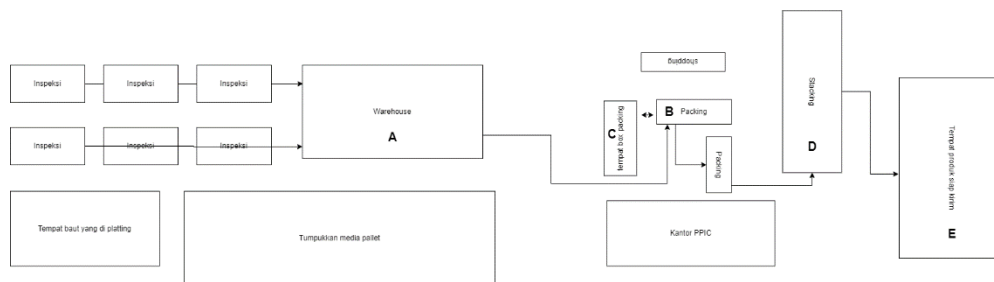 shopping
Inspeksi
Inspeksi
Inspeksi
Warehouse
A
Inspeksi
Inspeksi
Inspeksi
C
tempat box packing
B
Packing
Packing
Stacking
D
Tempat produk siap kirim
E
Tempat baut yang di platting
Tumpukkan media pallet
Kantor PPIC